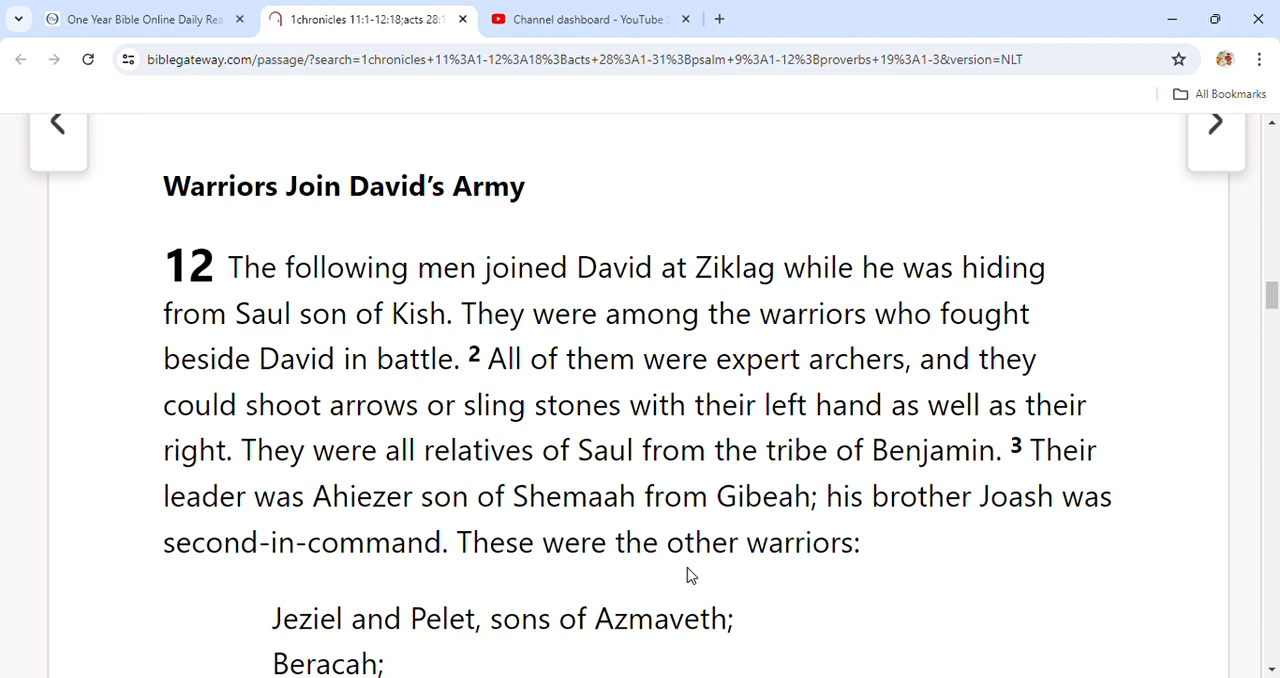 One Year Bible Online Daily Rea
1chronicles 11:1-12:18;acts 28:1
Channel dashboard - YouTube S
biblegateway.com/passage/?search=1chronicles+11%3A1-12%3A18%3Bacts+28%3A1-31%3Bpsalm+9%3A1-12%3Bproverbs+19%3A1-3&version=NLT
All Bookmarks
Warriors Join David’s Army
12 The following men joined David at Ziklag while he was hiding
from Saul son of Kish. They were among the warriors who fought
beside David in battle. 2 All of them were expert archers, and they
could shoot arrows or sling stones with their left hand as well as their
right. They were all relatives of Saul from the tribe of Benjamin. 3 Their
leader was Ahiezer son of Shemaah from Gibeah; his brother Joash was
second-in-command. These were the other warriors:
Jeziel and Pelet, sons of Azmaveth;
Beracah;